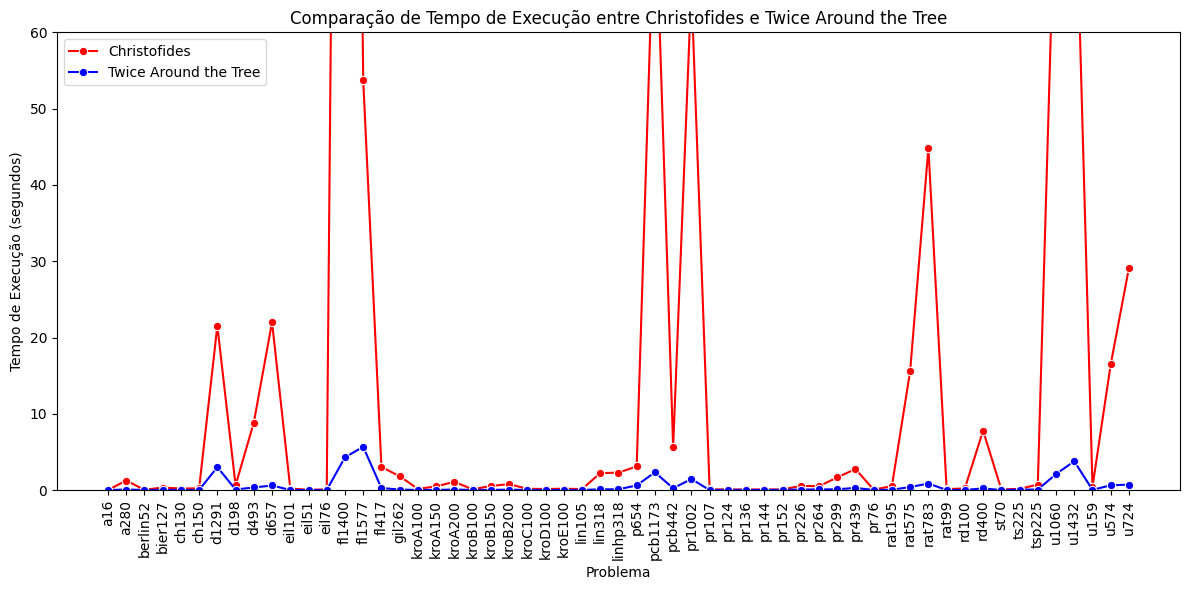 Comparação de Tempo de Execução entre Christofides e Twice Around the Tree
Christofides
Twice Around the Tree
Tempo de Execução (segundos)
60
50
40
30
20
10
0
a16
a280
berlin52
bier127
ch130
ch150
d1291
d198
d493
d657
eil101
eil51
eil76
fl1400
fl1577
fl417
gil262
kroA100
kroA150
kroA200
kroB100
kroB150
kroB200
kroC100
kroD100
kroE100
lin105
lin318
linhp318
p654
pcb1173
pcb442
pr1002
pr107
pr124
pr136
pr144
pr152
pr226
pr264
pr299
pr439
pr76
rat195
rat575
rat783
rat99
rd100
rd400
st70
ts225
tsp225
u1060
u1432
u159
u574
u724
Problema